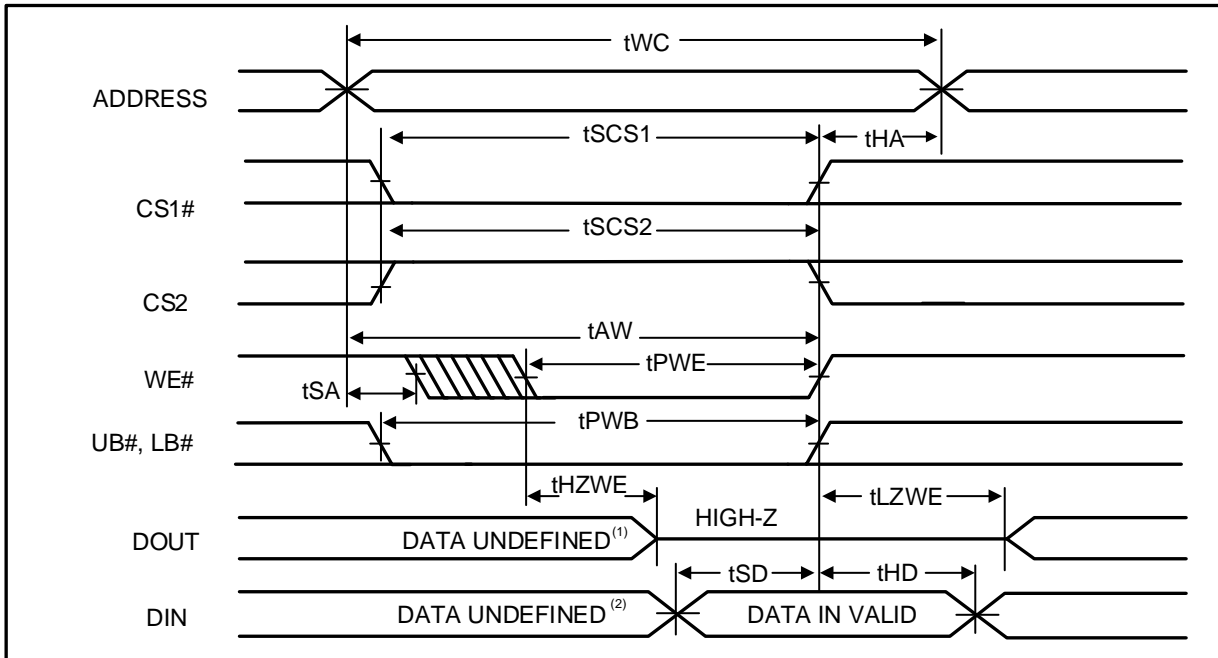 tWC
ADDRESS
tSCS1
tHA
CS1#
tSCS2
CS2
tAW
WE#
tPWE
tSA
tPWB
UB#, LB#
tHZWE
tLZWE
HIGH-Z
DOUT
DATA UNDEFINED(1)
tSD
tHD
DIN
DATA UNDEFINED (2)
DATA IN VALID